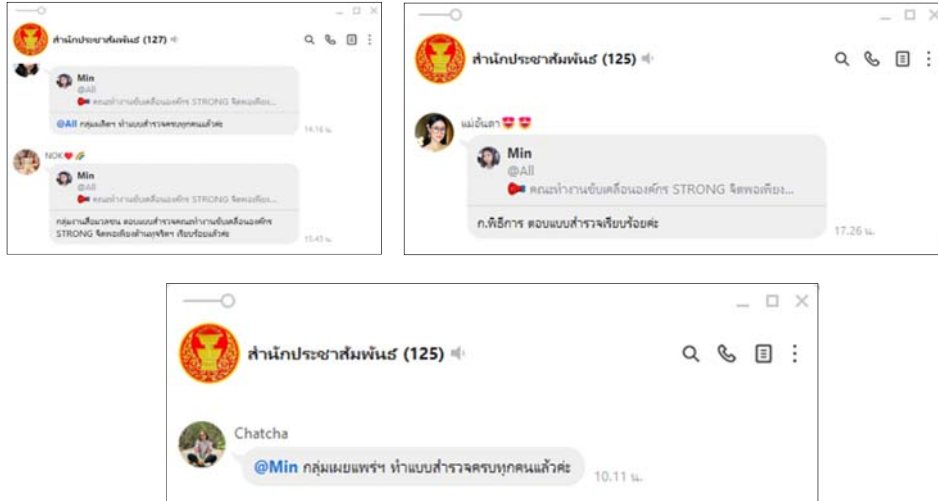 สำนักประชาสัมพันธ์ (127)
Min
@All
คณะทำงานขับเคลื่อนองค์กร STRONG จิตพอเพียง...
@All กลุ่มผลิตฯ ทำแบบสำรวจครบทุกคนแล้วค่ะ
14.16 น.
NOK
Min
@All
คณะทำงานขับเคลื่อนองค์กร STRONG จิตพอเพียง...
กลุ่มงานสื่อมวลชน ตอบแบบสำรวจคณะทำงานขับเคลื่อนองค์กร
STRONG จิตพอเพียงต้านทุจริตฯ เรียบร้อยแล้วค่ะ
15.43 น.
สำนักประชาสัมพันธ์ (125)
แม่อันดา
Min
@All
คณะทำงานขับเคลื่อนองค์กร STRONG จิตพอเพียง...
ก.พิธีการ ตอบแบบสำรวจเรียบร้อยค่ะ
17.26 น.
สำนักประชาสัมพันธ์ (125)
Chatcha
@Min กลุ่มเผยแพร่ฯ ทำแบบสำรวจครบทุกคนแล้วค่ะ
10.11 น.